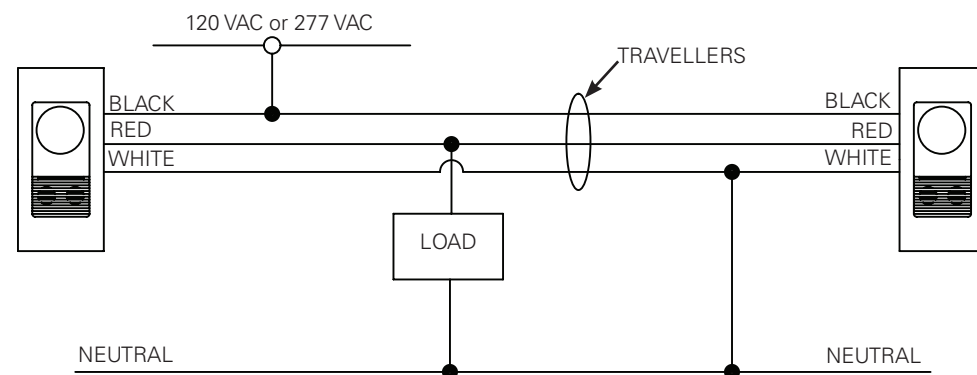 120 VAC or 277 VAC
TRAVELLERS
BLACK
BLACK
RED
RED
WHITE
WHITE
LOAD
NEUTRAL
NEUTRAL